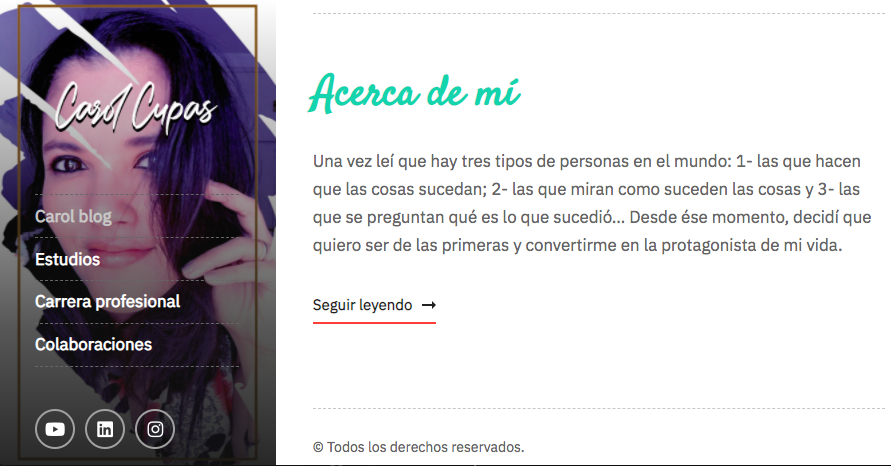 Carol Cupas
Carol blog
Estudios
Carrera profesional
Colaboraciones
Acerca de mí
Una vez leí que hay tres tipos de personas en el mundo: 1- las que hacen
que las cosas sucedan; 2- las que miran como suceden las cosas y 3- las
que se preguntan qué es lo que sucedió... Desde ése momento, decidí que
quiero ser de las primeras y convertirme en la protagonista de mi vida.
Seguir leyendo →
© Todos los derechos reservados.